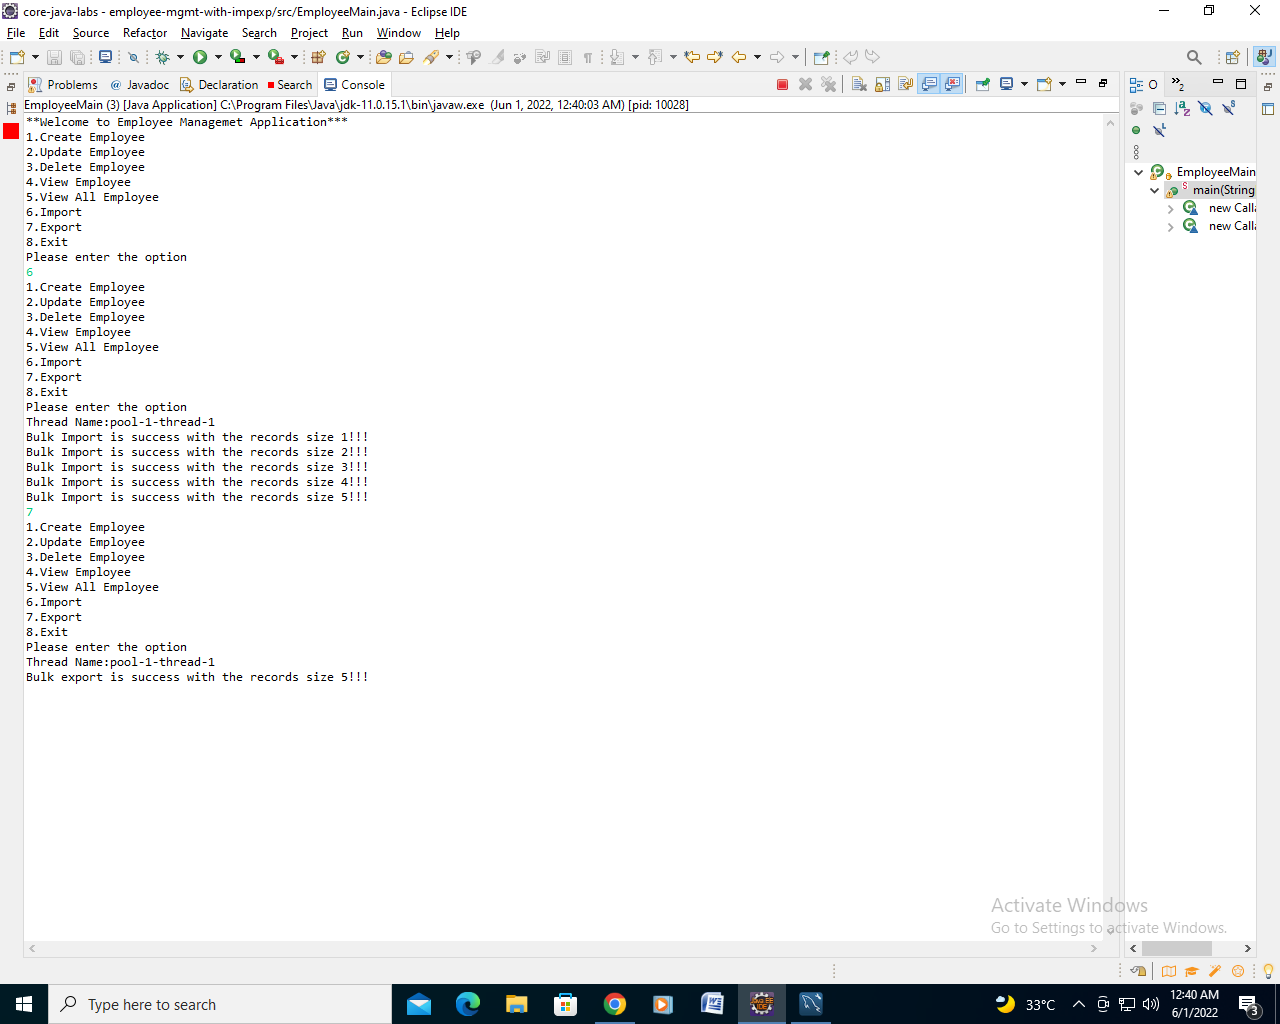 core-java-labs - employee-mgmt-with-impexp/src/EmployeeMain.java - Eclipse IDE
File Edit Source Refactor Navigate Search Project Run Window Help
Problems @ Javadoc Declaration Search Console
EmployeeMain (3) [Java Application] C:\Program Files\Java\jdk-11.0.15.1\bin\javaw.exe (Jun 1, 2022, 12:40:03 AM) [pid: 10028]
**Welcome to Employee Managemet Application***
1.Create Employee
2.Update Employee
3.Delete Employee
4.View Employee
5.View All Employee
6.Import
7.Export
8.Exit
Please enter the option
6
1.Create Employee
2.Update Employee
3.Delete Employee
4.View Employee
5.View All Employee
6.Import
7.Export
8.Exit
Please enter the option
Thread Name:pool-1-thread-1
Bulk Import is success with the records size 1!!!
Bulk Import is success with the records size 2!!!
Bulk Import is success with the records size 3!!!
Bulk Import is success with the records size 4!!!
Bulk Import is success with the records size 5!!!
7
1.Create Employee
2.Update Employee
3.Delete Employee
4.View Employee
5.View All Employee
6.Import
7.Export
8.Exit
Please enter the option
Thread Name:pool-1-thread-1
Bulk export is success with the records size 5!!!
O
2
EmployeeMain
main(String
new Calla
new Calla
Activate Windows
Go to Settings to activate Windows.
Type here to search
33°C
12:40 AM
6/1/2022
3